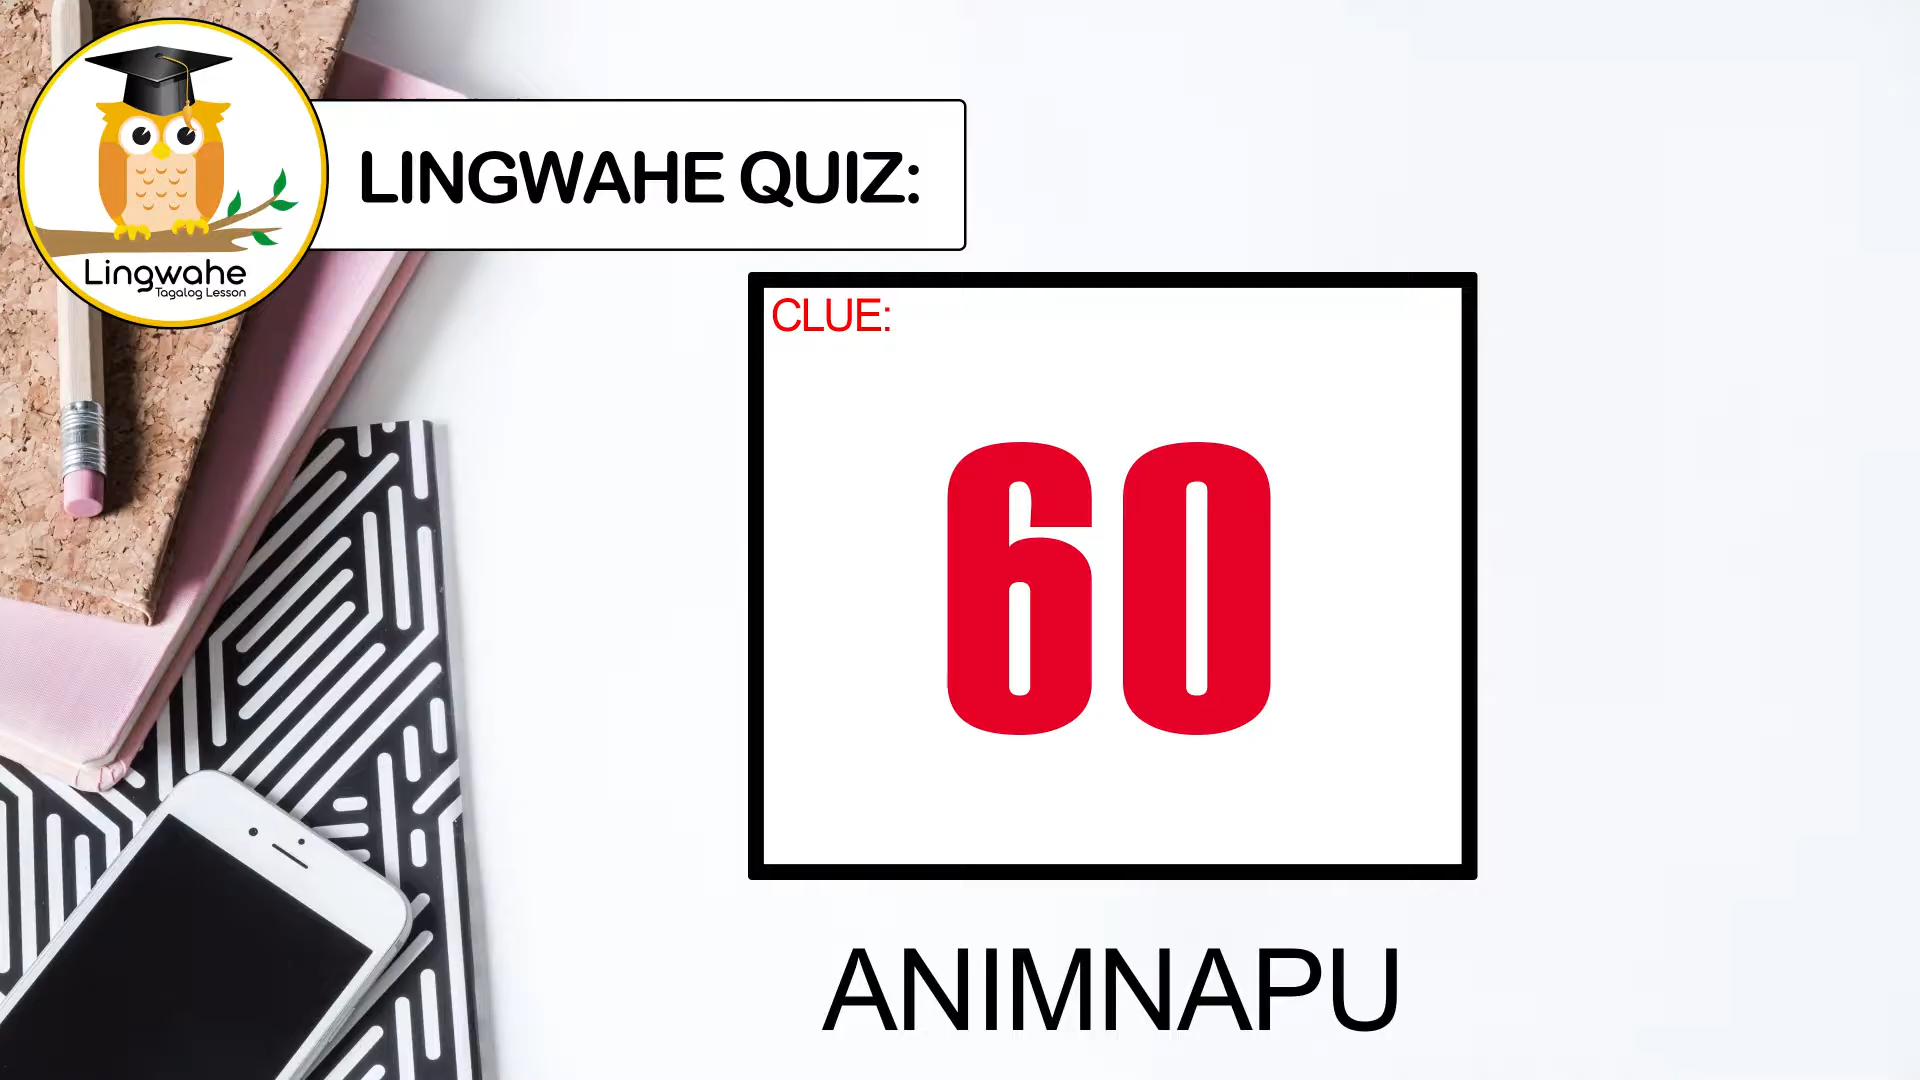 LINGWAHE QUIZ:
Lingwahe
Tagalog Lesson
CLUE:
60
ANIMNAPU